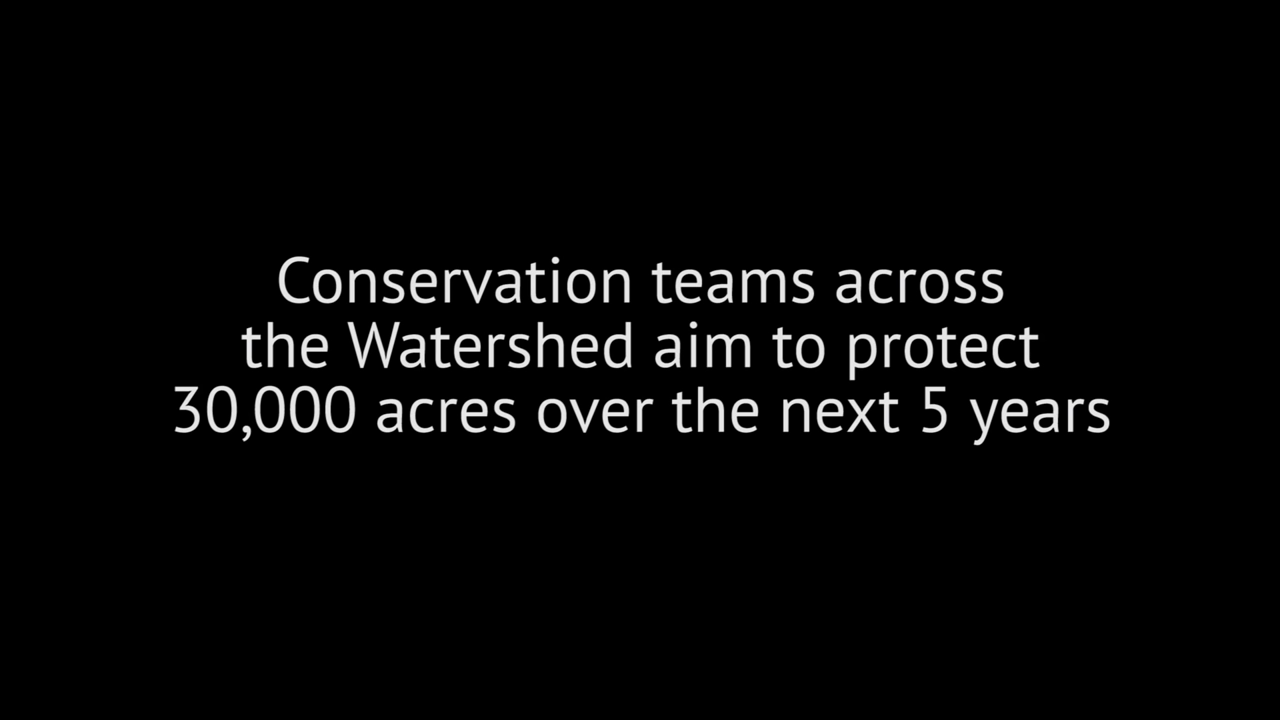 Conservation teams across
the Watershed aim to protect
30,000 acres over the next 5 years